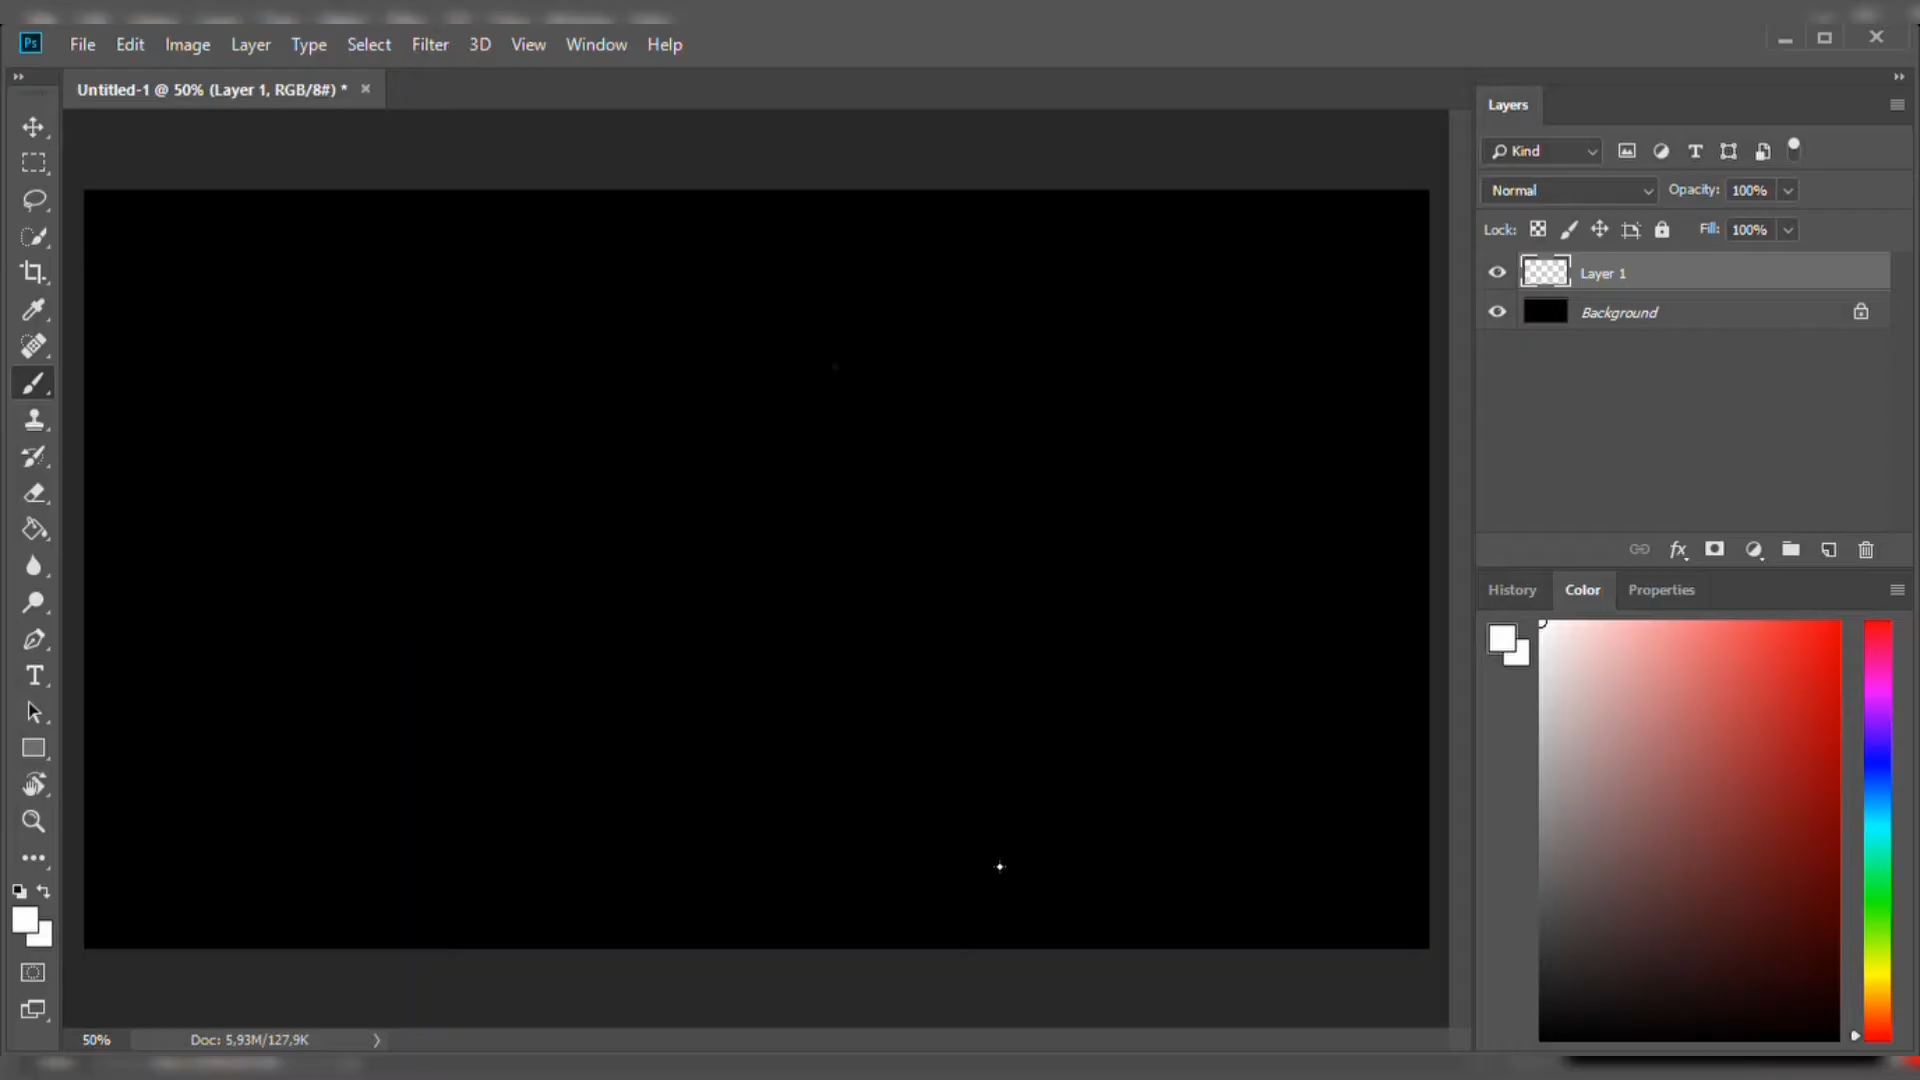 Ps
File Edit Image Layer Type Select Filter 3D View Window Help
Untitled-1 @ 50% (Layer 1, RGB/8#) *
Layers
Kind
Normal Opacity: 100%
Lock: Fill: 100%
Layer 1
Background
fx
History Color Properties
50% Doc: 5,93M/127,9K